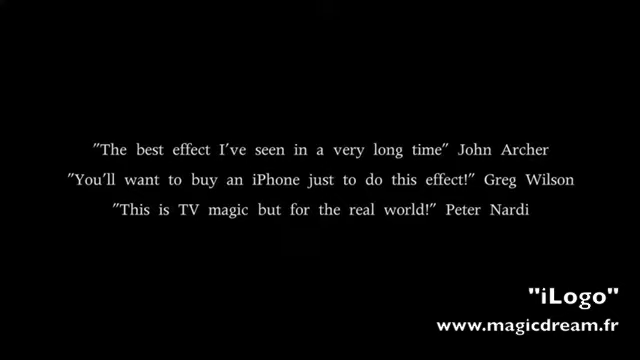 "The best effect I've seen in a very long time" John Archer
"You'll want to buy an iPhone just to do this effect!" Greg Wilson
"This is TV magic but for the real world!" Peter Nardi
"iLogo"
www.magicdream.fr